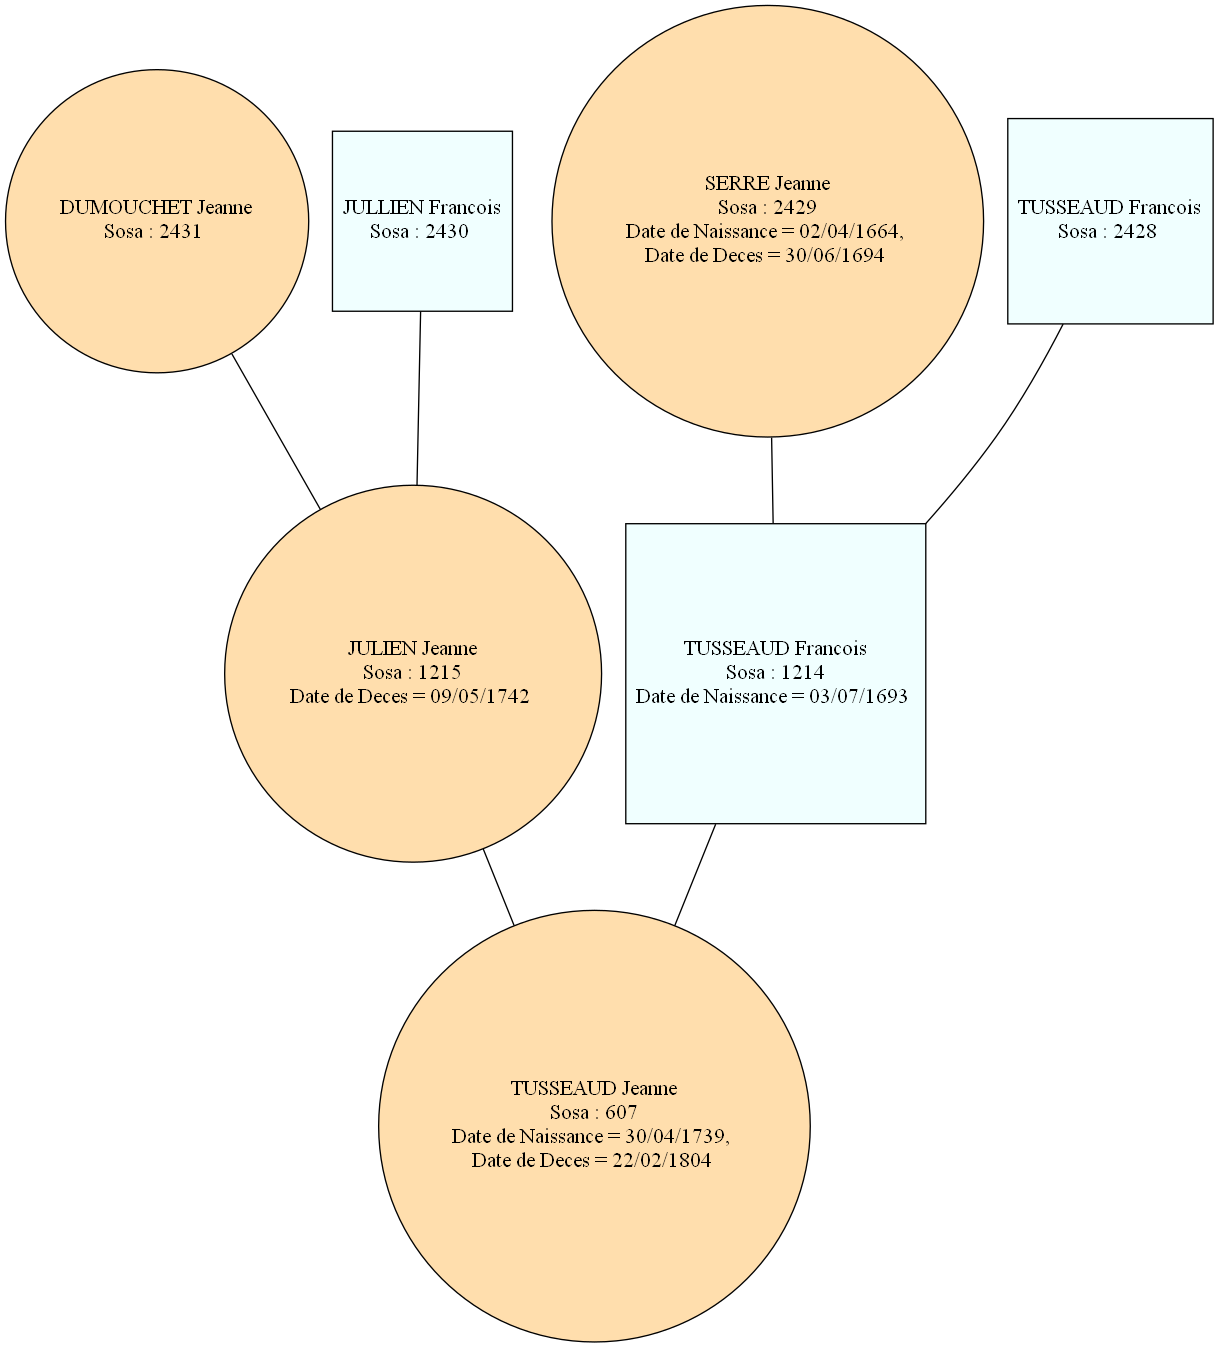 DUMOUCHET Jeanne
Sosa : 2431
JULLIEN Francois
Sosa : 2430
SERRE Jeanne
Sosa : 2429
Date de Naissance = 02/04/1664,
Date de Deces = 30/06/1694
TUSSEAUD Francois
Sosa : 2428
JULIEN Jeanne
Sosa : 1215
Date de Deces = 09/05/1742
TUSSEAUD Francois
Sosa : 1214
Date de Naissance = 03/07/1693
TUSSEAUD Jeanne
Sosa : 607
Date de Naissance = 30/04/1739,
Date de Deces = 22/02/1804